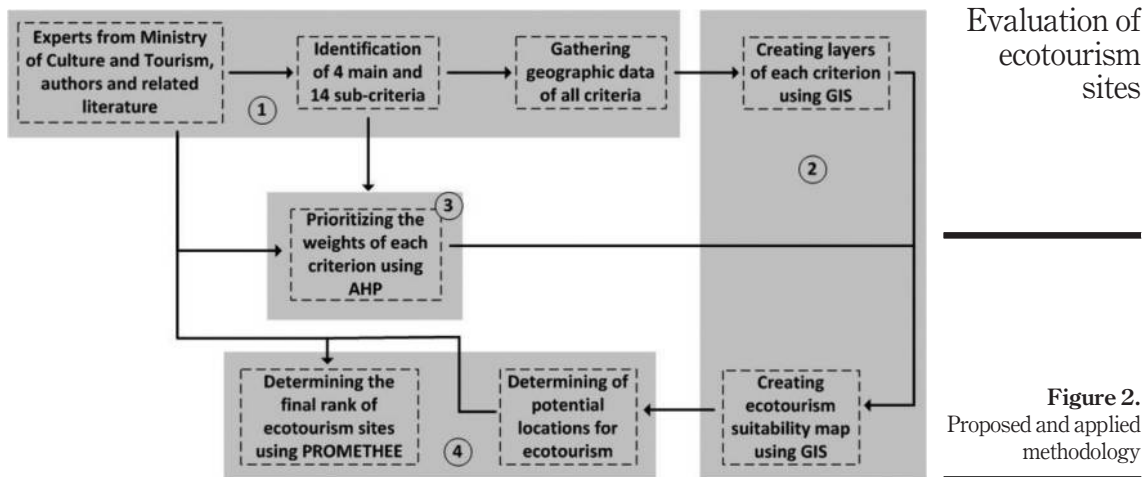 Experts from Ministry
of Culture and Tourism,
authors and related
literature
1
Identification
of 4 main and
14 sub-criteria
Gathering
geographic data
of all criteria
Creating layers
of each criterion
using GIS
2
3
Prioritizing the
weights of each
criterion using
AHP
Determining the
final rank of
ecotourism sites
using PROMETHEE
4
Determining of
potential
locations for
ecotourism
Creating
ecotourism
suitability map
using GIS
Evaluation of
ecotourism
sites
Figure 2.
Proposed and applied
methodology